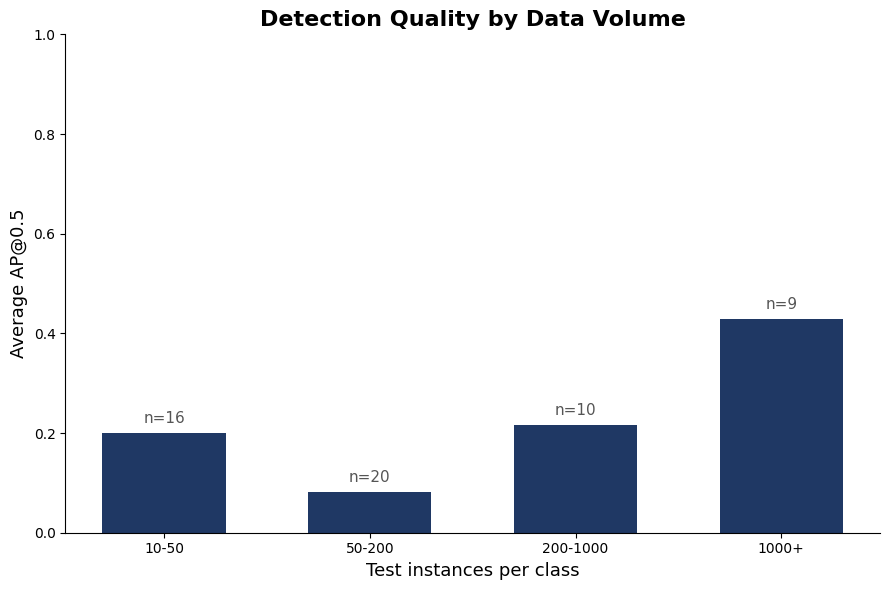 Detection Quality by Data Volume
Average AP@0.5
1.0
0.8
0.6
0.4
0.2
0.0
n=16
n=20
n=10
n=9
10-50
50-200
200-1000
1000+
Test instances per class